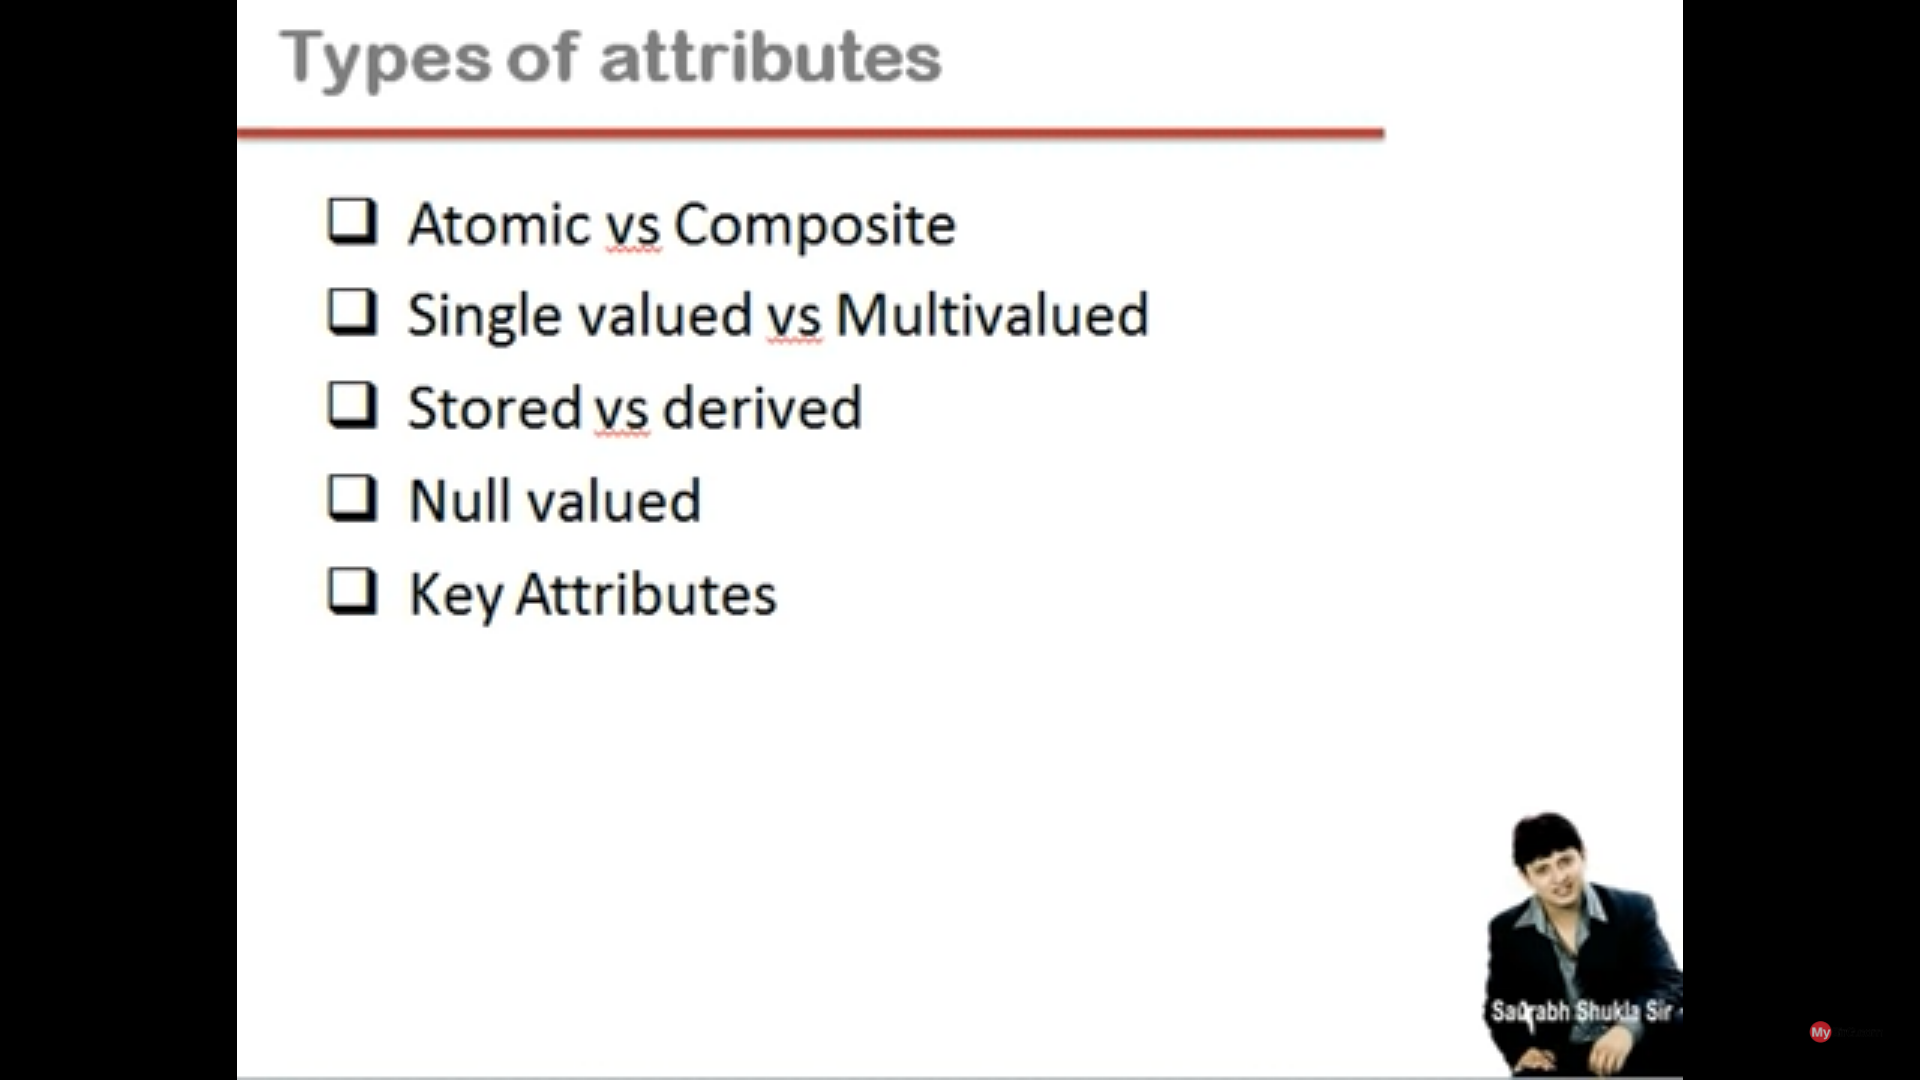 Types of attributes
Atomic vs Composite
Single valued vs Multivalued
Stored vs derived
Null valued
Key Attributes
Saurabh Shukla Sir
My